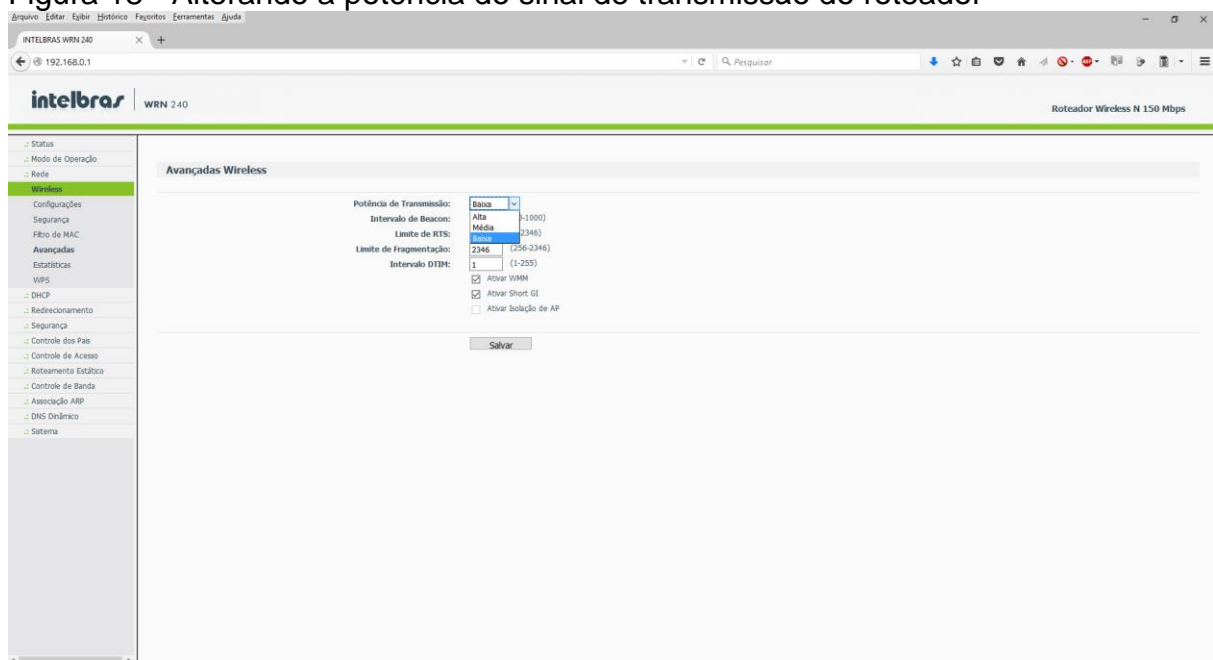 Figura 18 - Alterando a potência do sinal de transmissão do roteador
Arquivo Editar Exibir Histórico Favoritos Ferramentas Ajuda
INTELBRAS WRN 240
192.168.0.1
Pesquisar
intelbras
WRN 240
Roteador Wireless N 150 Mbps
.: Status
.: Modo de Operação
.: Rede
Wireless
Configurações
Segurança
Filtro de MAC
Avançadas
Estatísticas
WPS
.: DHCP
.: Redirecionamento
.: Segurança
.: Controle dos Pais
.: Controle de Acesso
.: Roteamento Estático
.: Controle de Banda
.: Associação ARP
.: DNS Dinâmico
.: Sistema
Avançadas Wireless
Potência de Transmissão: Baixa
Alta
Média
Baixa
Intervalo de Beacon: -1000)
Limite de RTS: 2346)
Limite de Fragmentação: 2346 (256-2346)
Intervalo DTIM: 1 (1-255)
Ativar WMM
Ativar Short GI
Ativar Isolação de AP
Salvar